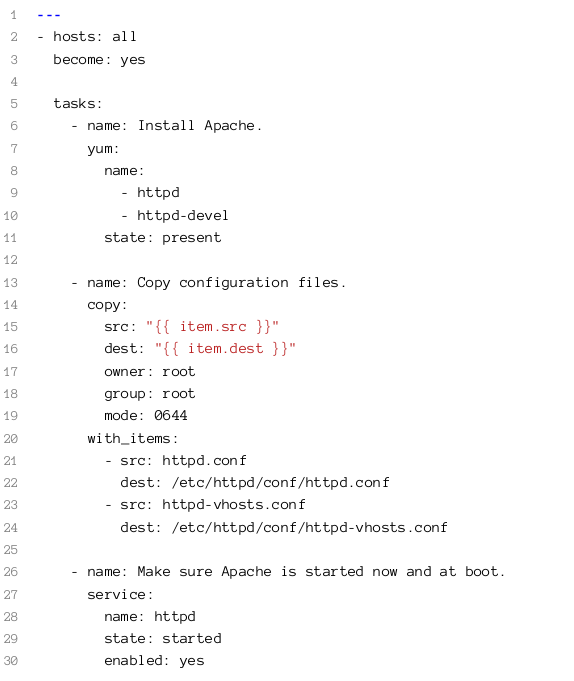 1 ---
2 - hosts: all
3   become: yes
4
5   tasks:
6     - name: Install Apache.
7       yum:
8         name:
9           - httpd
10           - httpd-devel
11         state: present
12
13     - name: Copy configuration files.
14       copy:
15         src: "{{ item.src }}"
16         dest: "{{ item.dest }}"
17         owner: root
18         group: root
19         mode: 0644
20       with_items:
21         - src: httpd.conf
22           dest: /etc/httpd/conf/httpd.conf
23         - src: httpd-vhosts.conf
24           dest: /etc/httpd/conf/httpd-vhosts.conf
25
26     - name: Make sure Apache is started now and at boot.
27       service:
28         name: httpd
29         state: started
30         enabled: yes